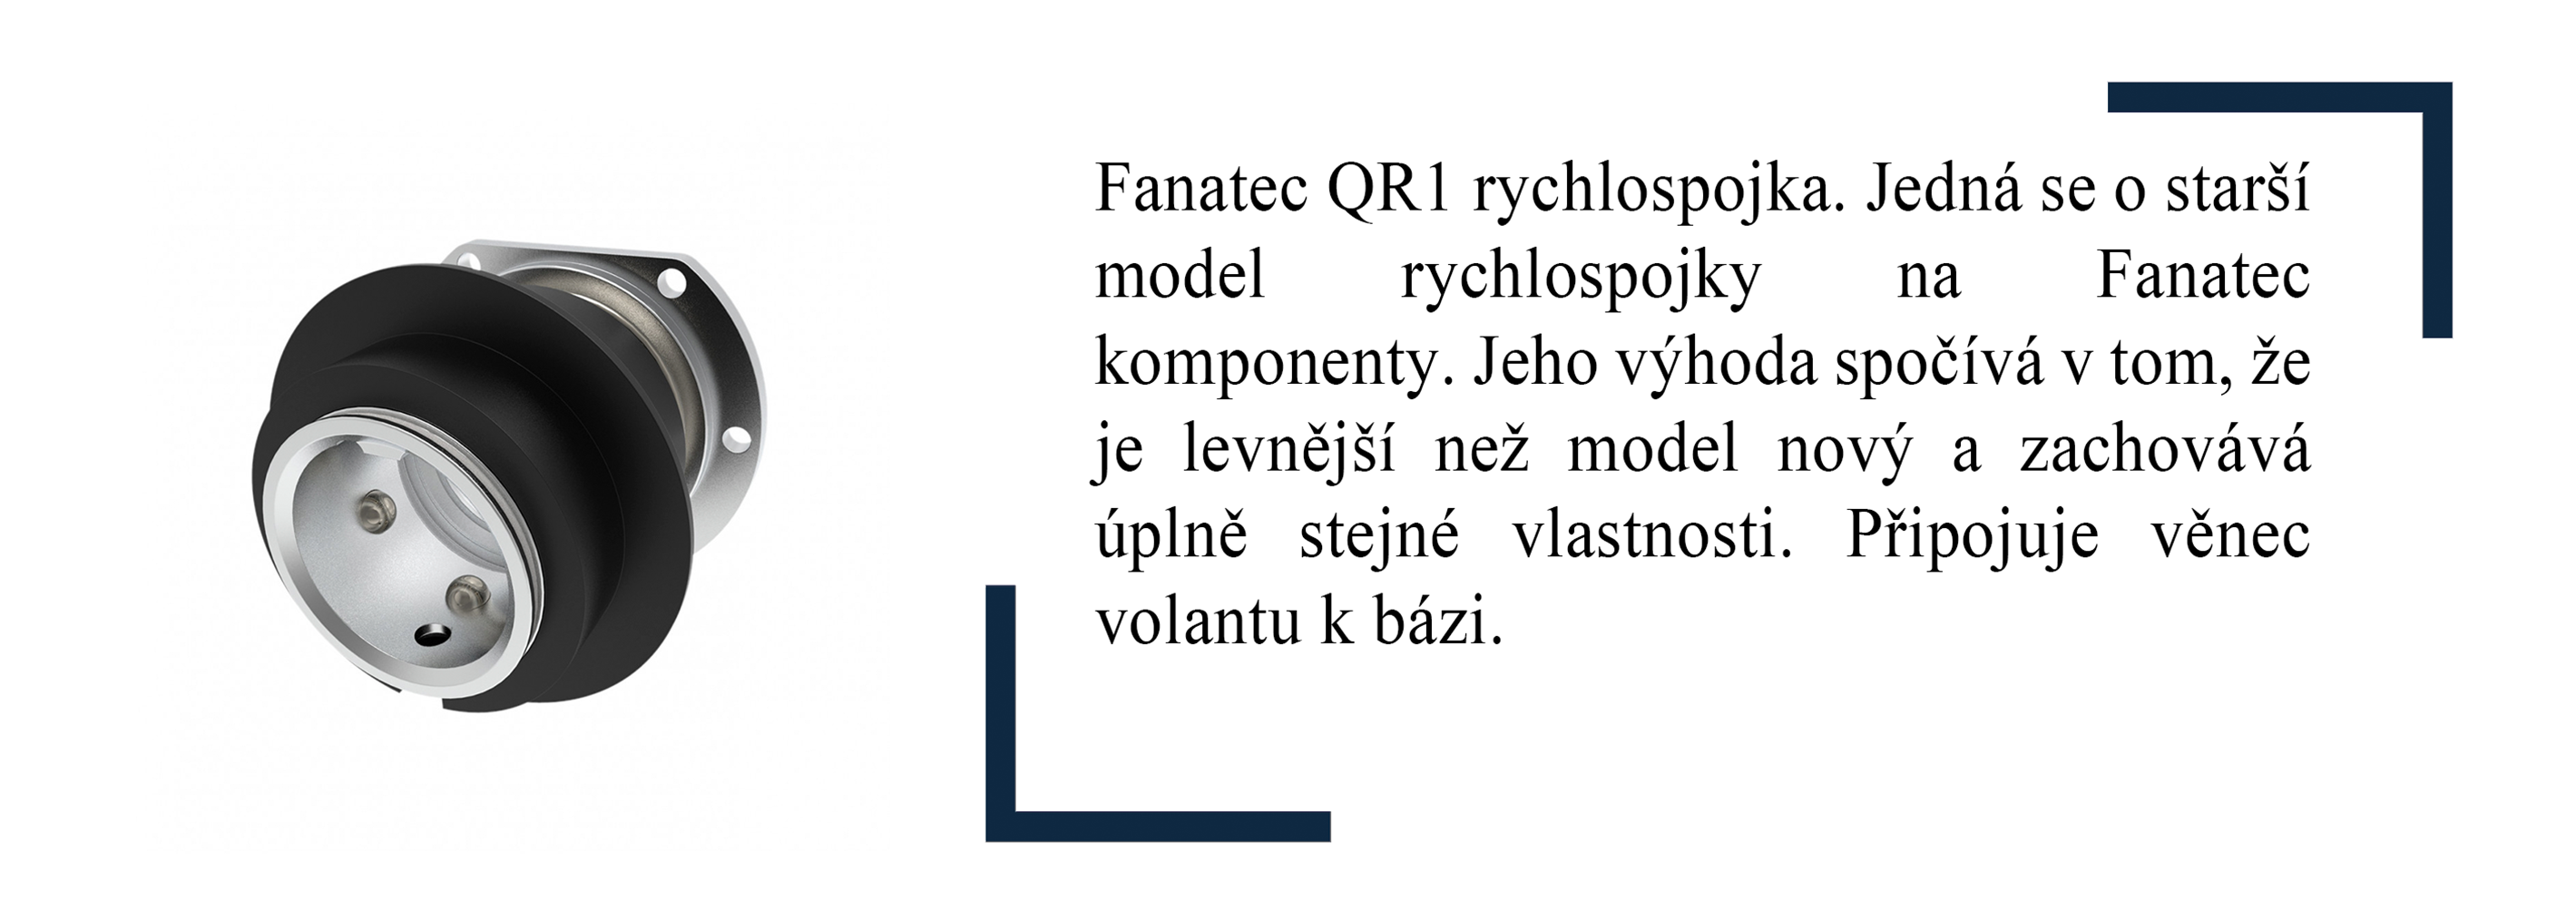 Fanatec QR1 rychlospojka. Jedná se o starší
model rychlospojky na Fanatec
komponenty. Jeho výhoda spočívá v tom, že
je levnější než model nový a zachovává
úplně stejné vlastnosti. Připojuje věnec
volantu k bázi.